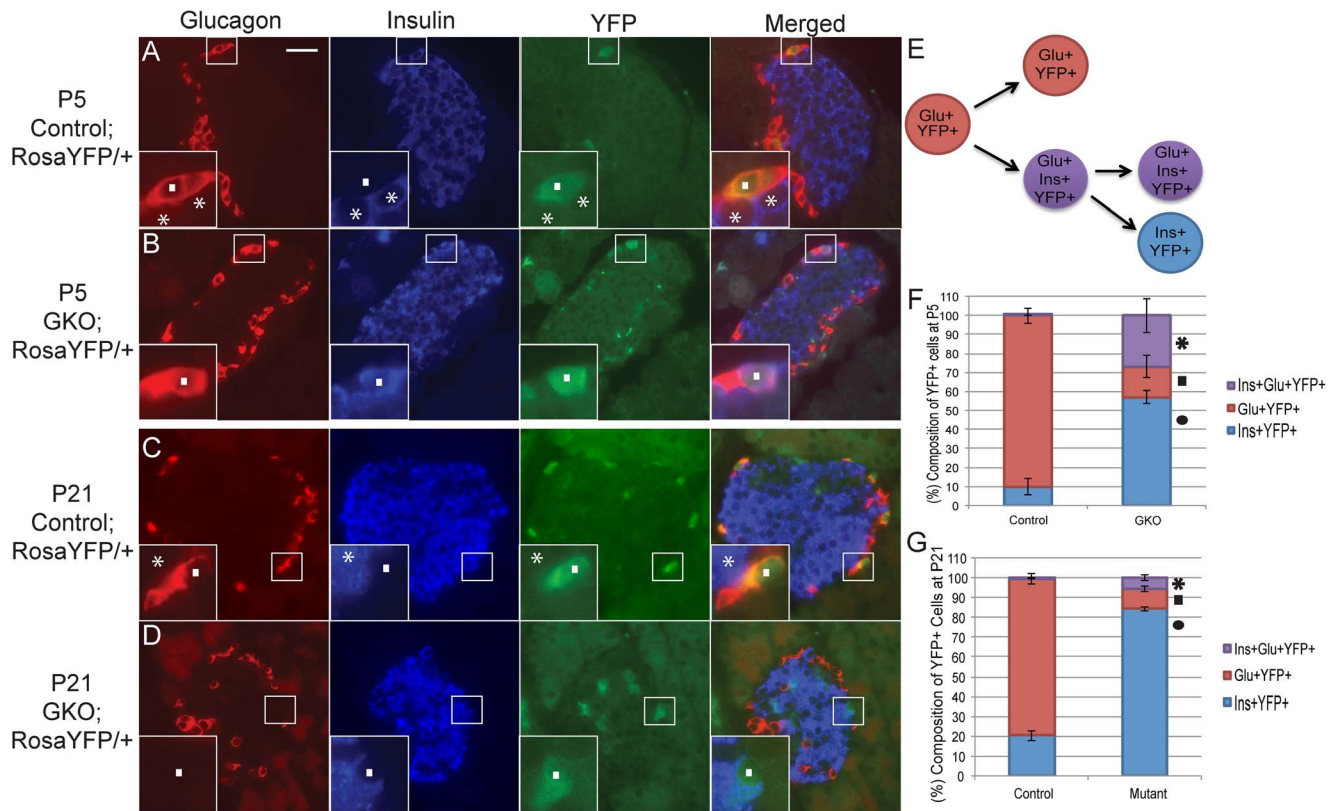 Glucagon Insulin YFP Merged
A
P5
Control;
RosaYFP/+
* * * * * * *
B
P5
GKO;
RosaYFP/+
C
P21
Control;
RosaYFP/+
* * * *
D
P21
GKO;
RosaYFP/+
E
Glu+
YFP+
Glu+
YFP+
Glu+
Ins+
YFP+
Glu+
Ins+
YFP+
Ins+
YFP+
F
(%) Composition of YFP+ cells at P5
110
100
90
80
70
60
50
40
30
20
10
0
Control GKO
*
Ins+Glu+YFP+
Glu+YFP+
Ins+YFP+
G
(%) Composition of YFP+ Cells at P21
110
100
90
80
70
60
50
40
30
20
10
0
Control Mutant
*
Ins+Glu+YFP+
Glu+YFP+
Ins+YFP+